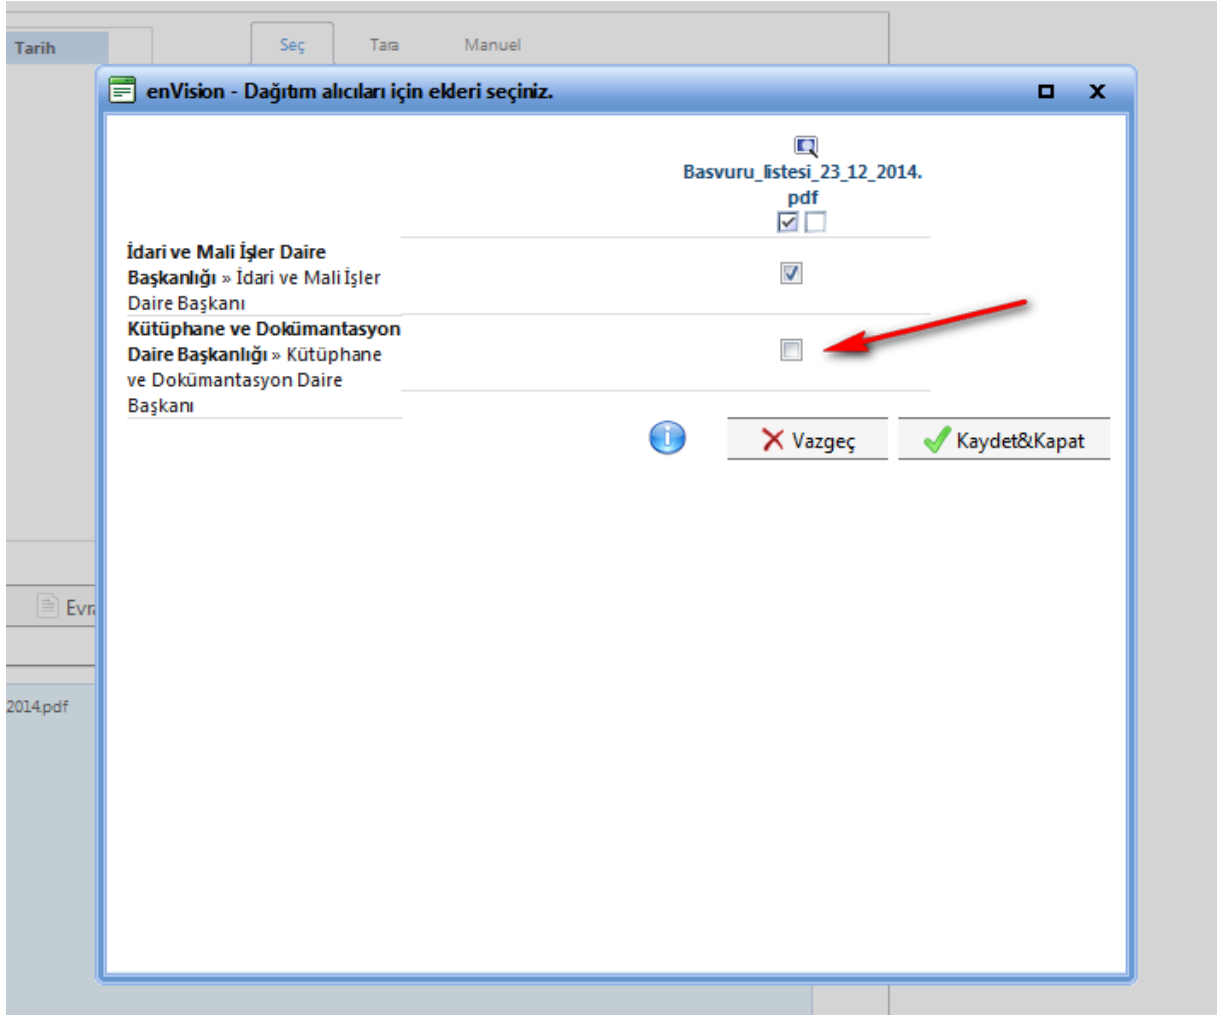 Tarih
Seç
Tara
Manuel
enVision - Dağıtım alıcıları için ekleri seçiniz.
Basvuru_listesi_23_12_2014.
pdf
İdari ve Mali İşler Daire
Başkanlığı » İdari ve Mali İşler
Daire Başkanı
Kütüphane ve Dokümantasyon
Daire Başkanlığı » Kütüphane
ve Dokümantasyon Daire
Başkanı
Vazgeç
Kaydet&Kapat
Evra
2014.pdf